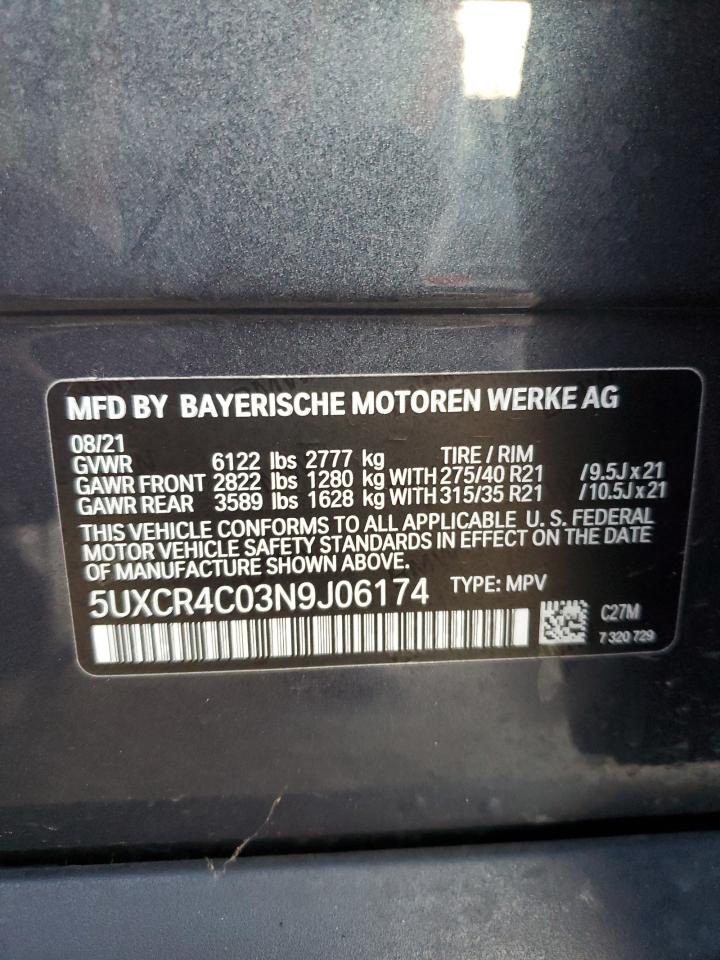 MFD BY BAYERISCHE MOTOREN WERKE AG
08/21
GVWR 6122 lbs 2777 kg TIRE / RIM
GAWR FRONT 2822 lbs 1280 kg WITH 275/40 R21 /9.5J x 21
GAWR REAR 3589 lbs 1628 kg WITH 315/35 R21 /10.5J x 21
THIS VEHICLE CONFORMS TO ALL APPLICABLE U. S. FEDERAL
MOTOR VEHICLE SAFETY STANDARDS IN EFFECT ON THE DATE
OF MANUFACTURE SHOWN ABOVE.
5UXCR4C03N9J06174 TYPE: MPV
C27M
7 320 729